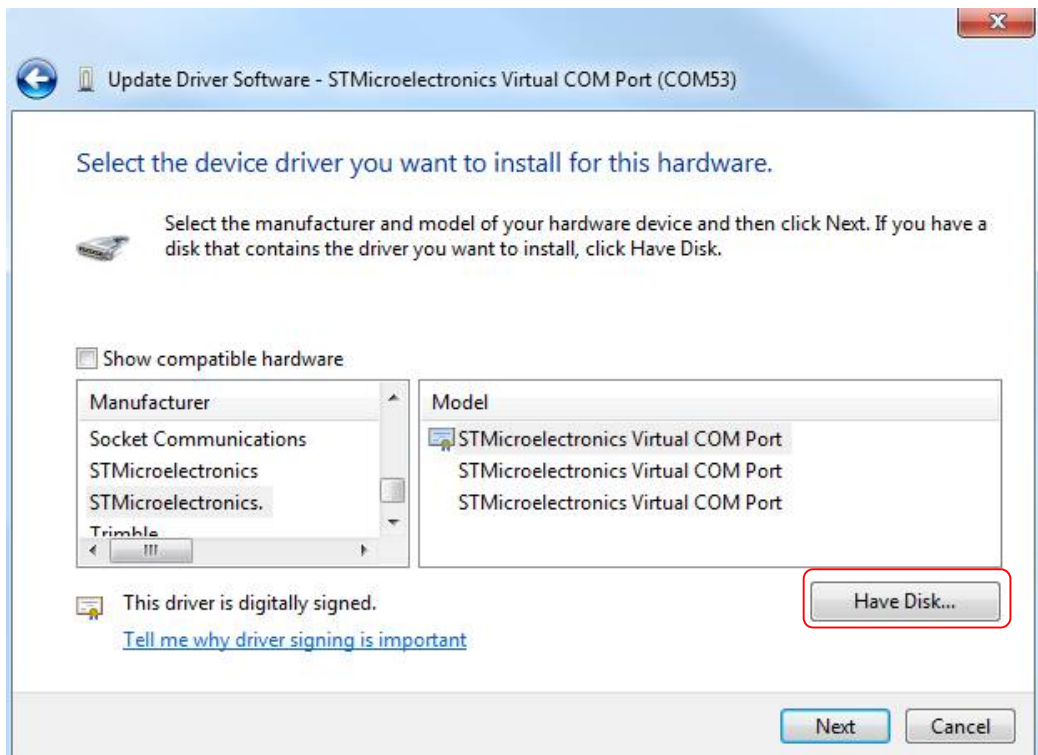 Update Driver Software - STMicroelectronics Virtual COM Port (COM53)
Select the device driver you want to install for this hardware.
Select the manufacturer and model of your hardware device and then click Next. If you have a
disk that contains the driver you want to install, click Have Disk.
Show compatible hardware
Manufacturer
Socket Communications
STMicroelectronics
STMicroelectronics.
Trimble
Model
STMicroelectronics Virtual COM Port
STMicroelectronics Virtual COM Port
STMicroelectronics Virtual COM Port
This driver is digitally signed.
Have Disk...
Tell me why driver signing is important
Next
Cancel